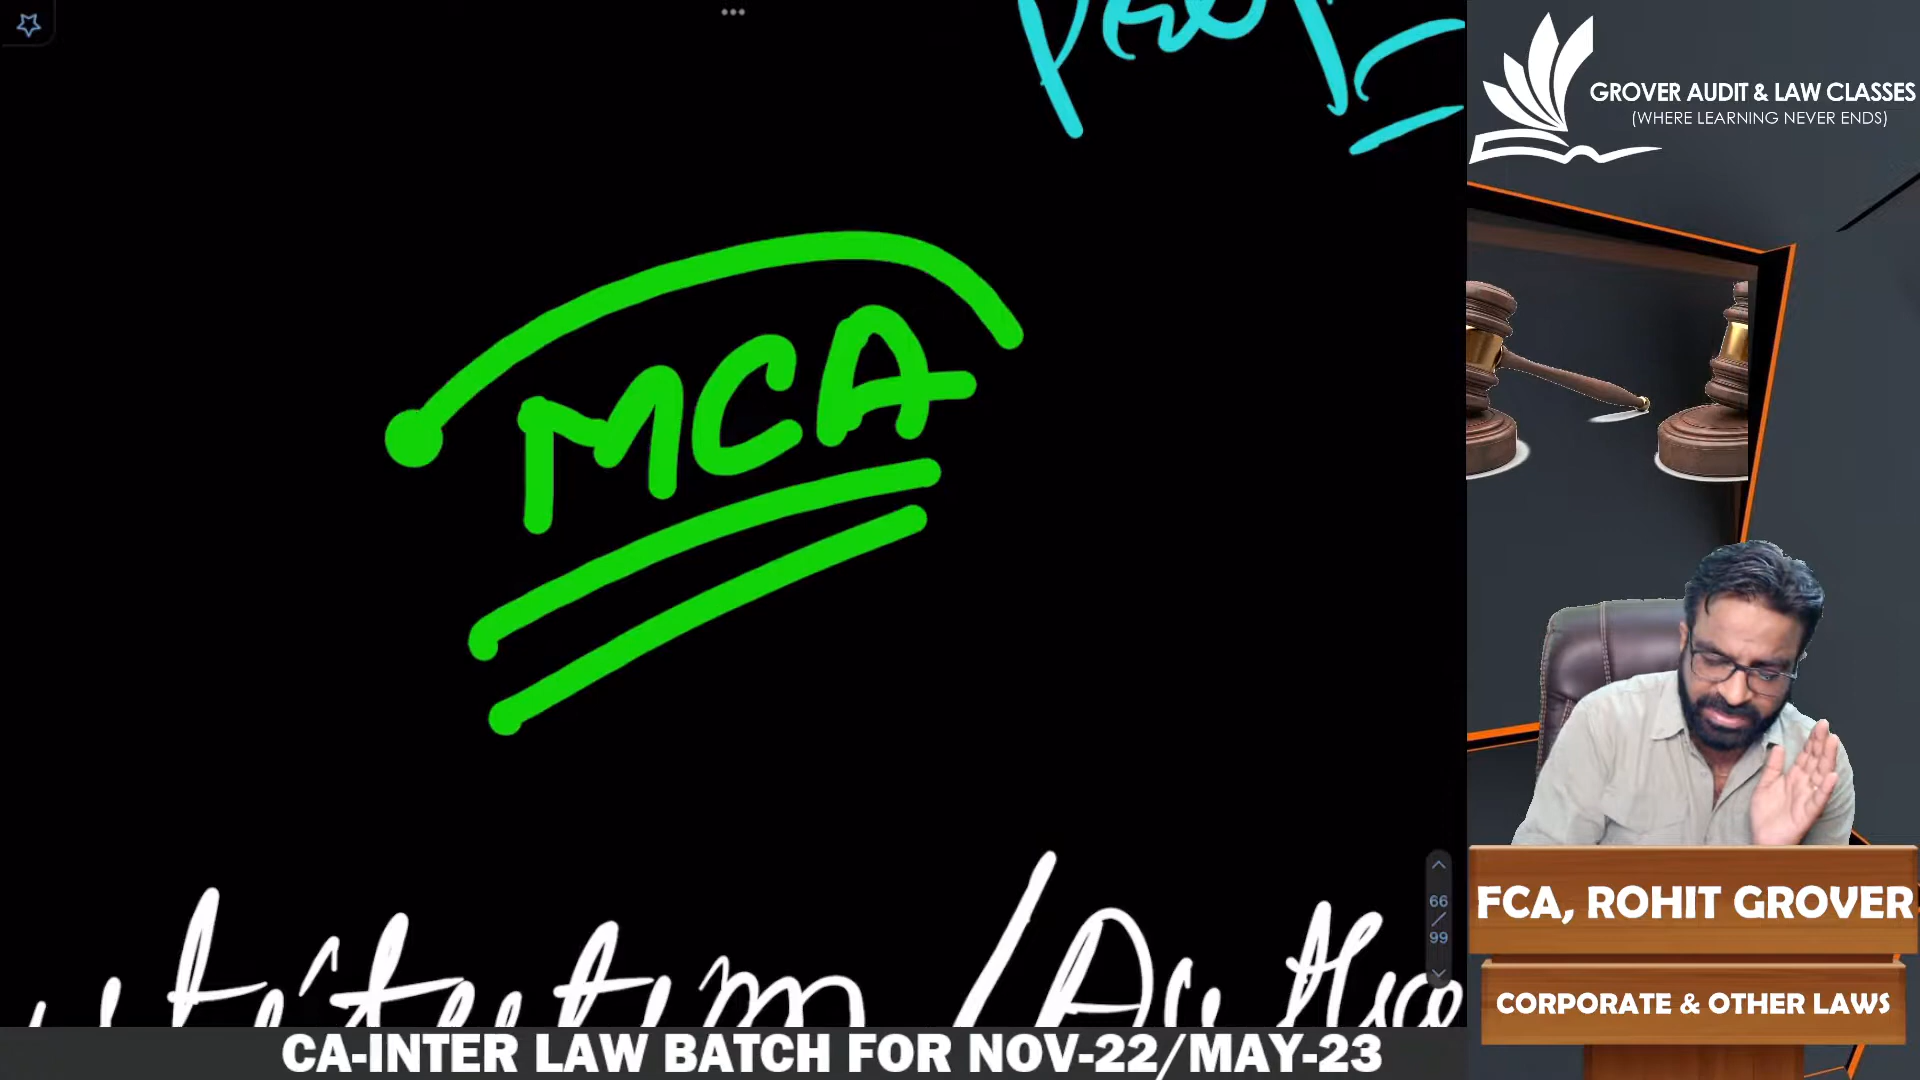 GROVER AUDIT & LAW CLASSES
(WHERE LEARNING NEVER ENDS)
MCA
66
99
FCA, ROHIT GROVER
CORPORATE & OTHER LAWS
CA-INTER LAW BATCH FOR NOV-22/MAY-23